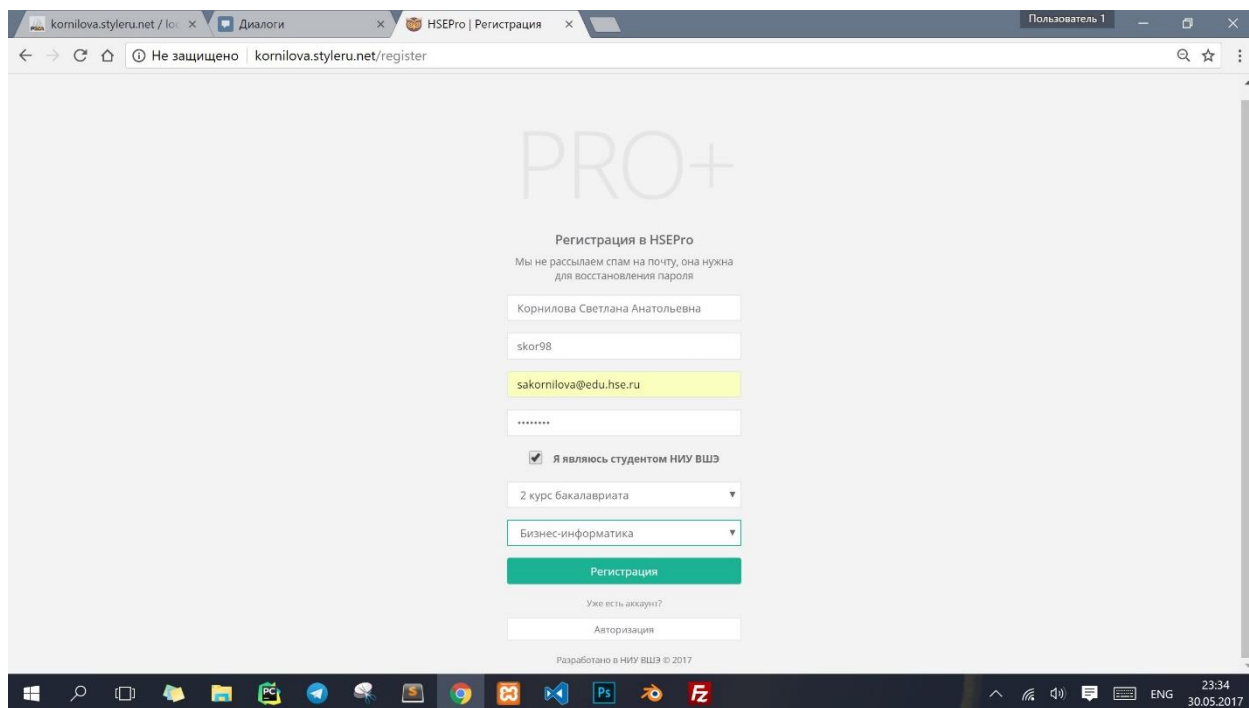 kornilova.styleru.net / loc
Диалоги
HSEPro | Регистрация
Пользователь 1
Не защищено
kornilova.styleru.net/register
PRO+
Регистрация в HSEPro
Мы не рассылаем спам на почту, она нужна
для восстановления пароля
Корнилова Светлана Анатольевна
skor98
sakornilova@edu.hse.ru
••••••••
Я являюсь студентом НИУ ВШЭ
2 курс бакалавриата
Бизнес-информатика
Регистрация
Уже есть аккаунт?
Авторизация
Разработано в НИУ ВШЭ © 2017
PC
S
Ps
Fz
ENG
23:34
30.05.2017